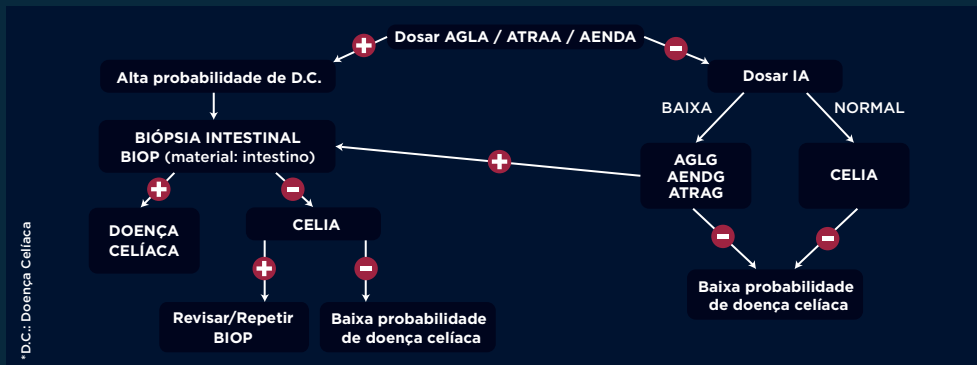 Dosar AGLA / ATRAA / AENDA
Alta probabilidade de D.C.
Dosar IA
BAIXA
NORMAL
BIÓPSIA INTESTINAL
BIOP (material: intestino)
AGLG
AENDG
ATRAG
CELIA
DOENÇA
CELÍACA
CELIA
Baixa probabilidade
de doença celíaca
Revisar/Repetir
BIOP
Baixa probabilidade
de doença celíaca
*D.C.: Doença Celíaca